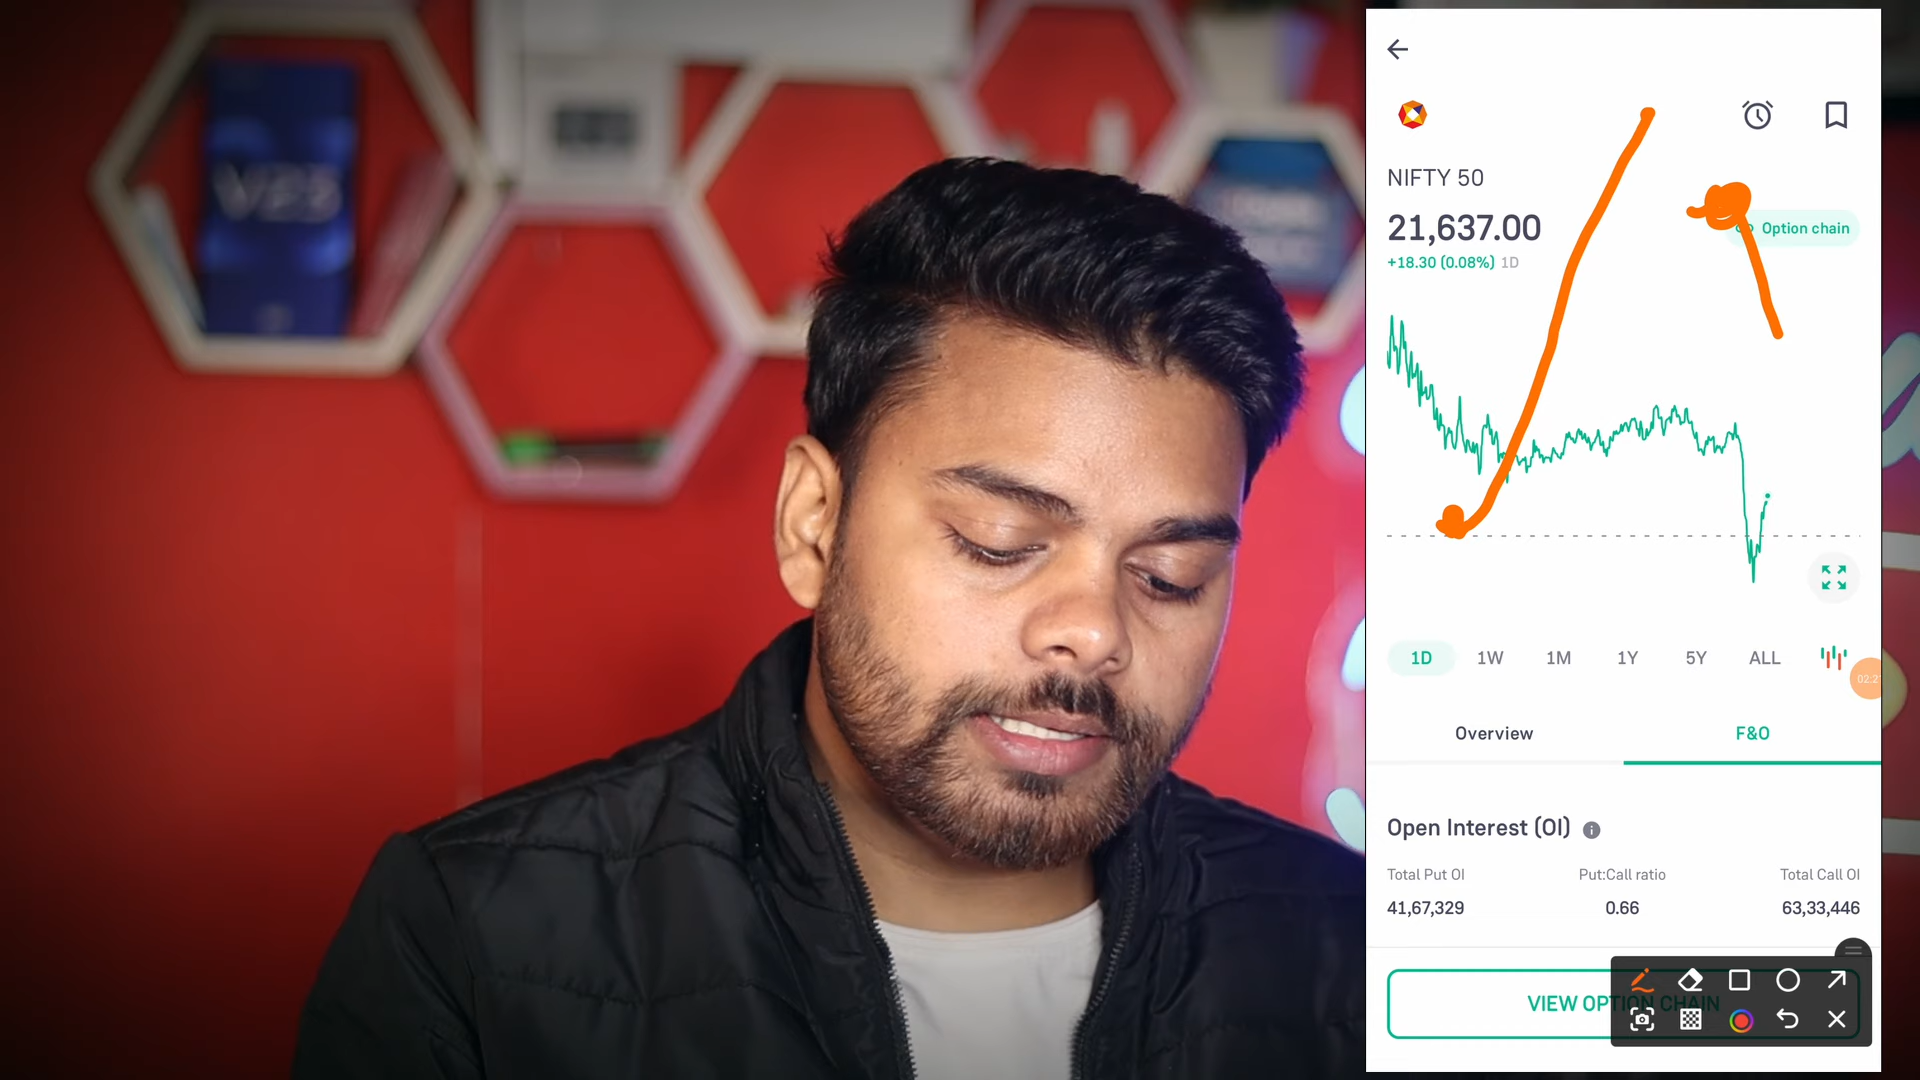 V23
NIFTY 50
21,637.00
Option chain
+18.30 (0.08%) 1D
1D 1W 1M 1Y 5Y ALL
Overview F&O
Open Interest (OI)
Total Put OI Put:Call ratio Total Call OI
41,67,329 0.66 63,33,446
VIEW OPTION CHAIN